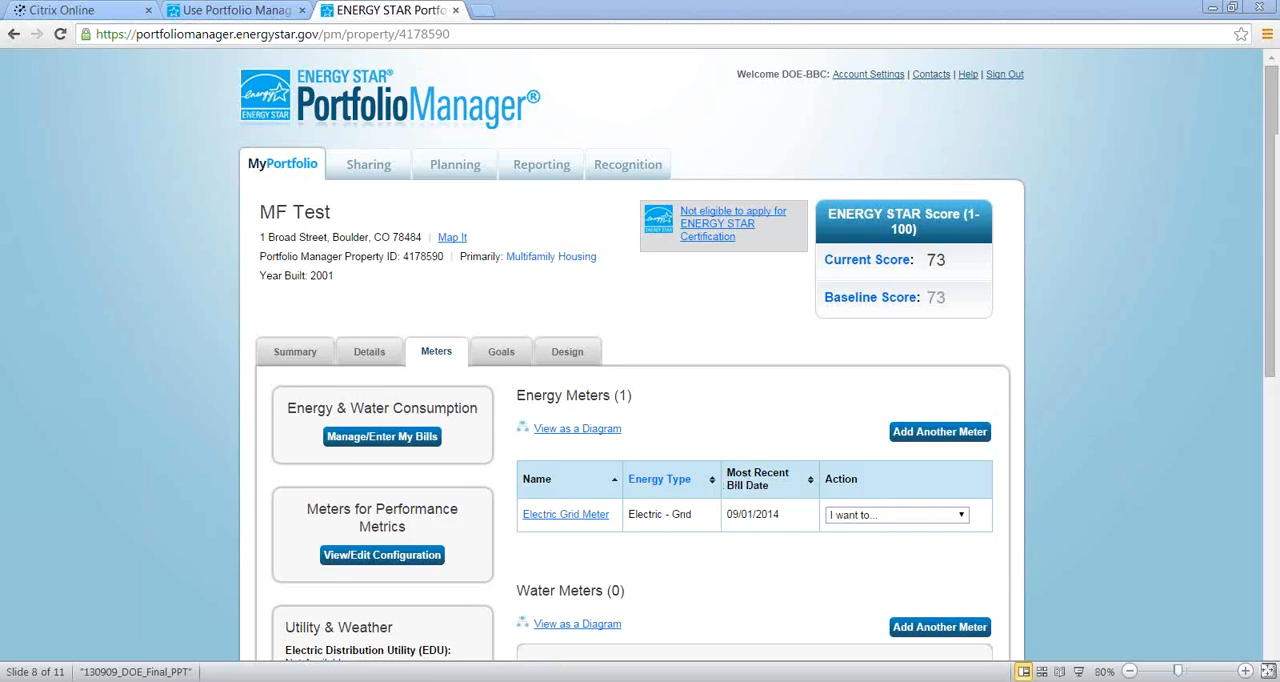 Citrix Online
Use Portfolio Manag
ENERGY STAR Portfo
https://portfoliomanager.energystar.gov/pm/property/4178590
ENERGY STAR®
PortfolioManager®
energy
ENERGY STAR
Welcome DOE-BBC: Account Settings | Contacts | Help | Sign Out
MyPortfolio
Sharing
Planning
Reporting
Recognition
MF Test
1 Broad Street, Boulder, CO 78484 | Map It
Portfolio Manager Property ID: 4178590 | Primarily: Multifamily Housing
Year Built: 2001
Not eligible to apply for
ENERGY STAR
Certification
ENERGY STAR Score (1-
100)
Current Score: 73
Baseline Score: 73
Summary
Details
Meters
Goals
Design
Energy & Water Consumption
Manage/Enter My Bills
Meters for Performance
Metrics
View/Edit Configuration
Utility & Weather
Electric Distribution Utility (EDU):
Energy Meters (1)
View as a Diagram
Add Another Meter
Name
Energy Type
Most Recent
Bill Date
Action
Electric Grid Meter
Electric - Grid
09/01/2014
I want to...
Water Meters (0)
View as a Diagram
Add Another Meter
Slide 8 of 11
"130909_DOE_Final_PPT"
80%